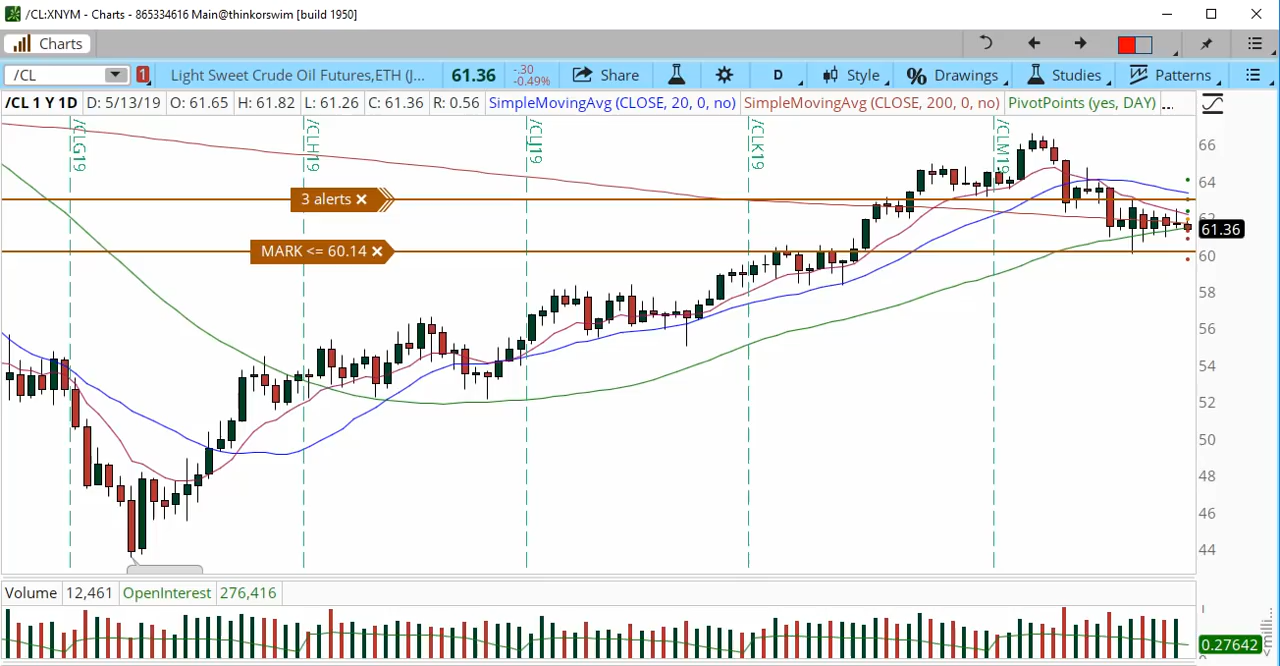 /CL:XNYM - Charts - 865334616 Main@thinkorswim [build 1950]
Charts
/CL 1 Light Sweet Crude Oil Futures,ETH (J... 61.36 -.30 -0.49% Share D Style % Drawings Studies Patterns
/CL 1 Y 1D D: 5/13/19 O: 61.65 H: 61.82 L: 61.26 C: 61.36 R: 0.56 SimpleMovingAvg (CLOSE, 20, 0, no) SimpleMovingAvg (CLOSE, 200, 0, no) PivotPoints (yes, DAY) ...
/CLG19 /CLH19 /CLJ19 /CLK19 /CLM19
66
64
3 alerts ×
62
61.36
MARK <= 60.14 ×
60
58
56
54
52
50
48
46
44
Volume 12,461 OpenInterest 276,416
0.27642
<milli...